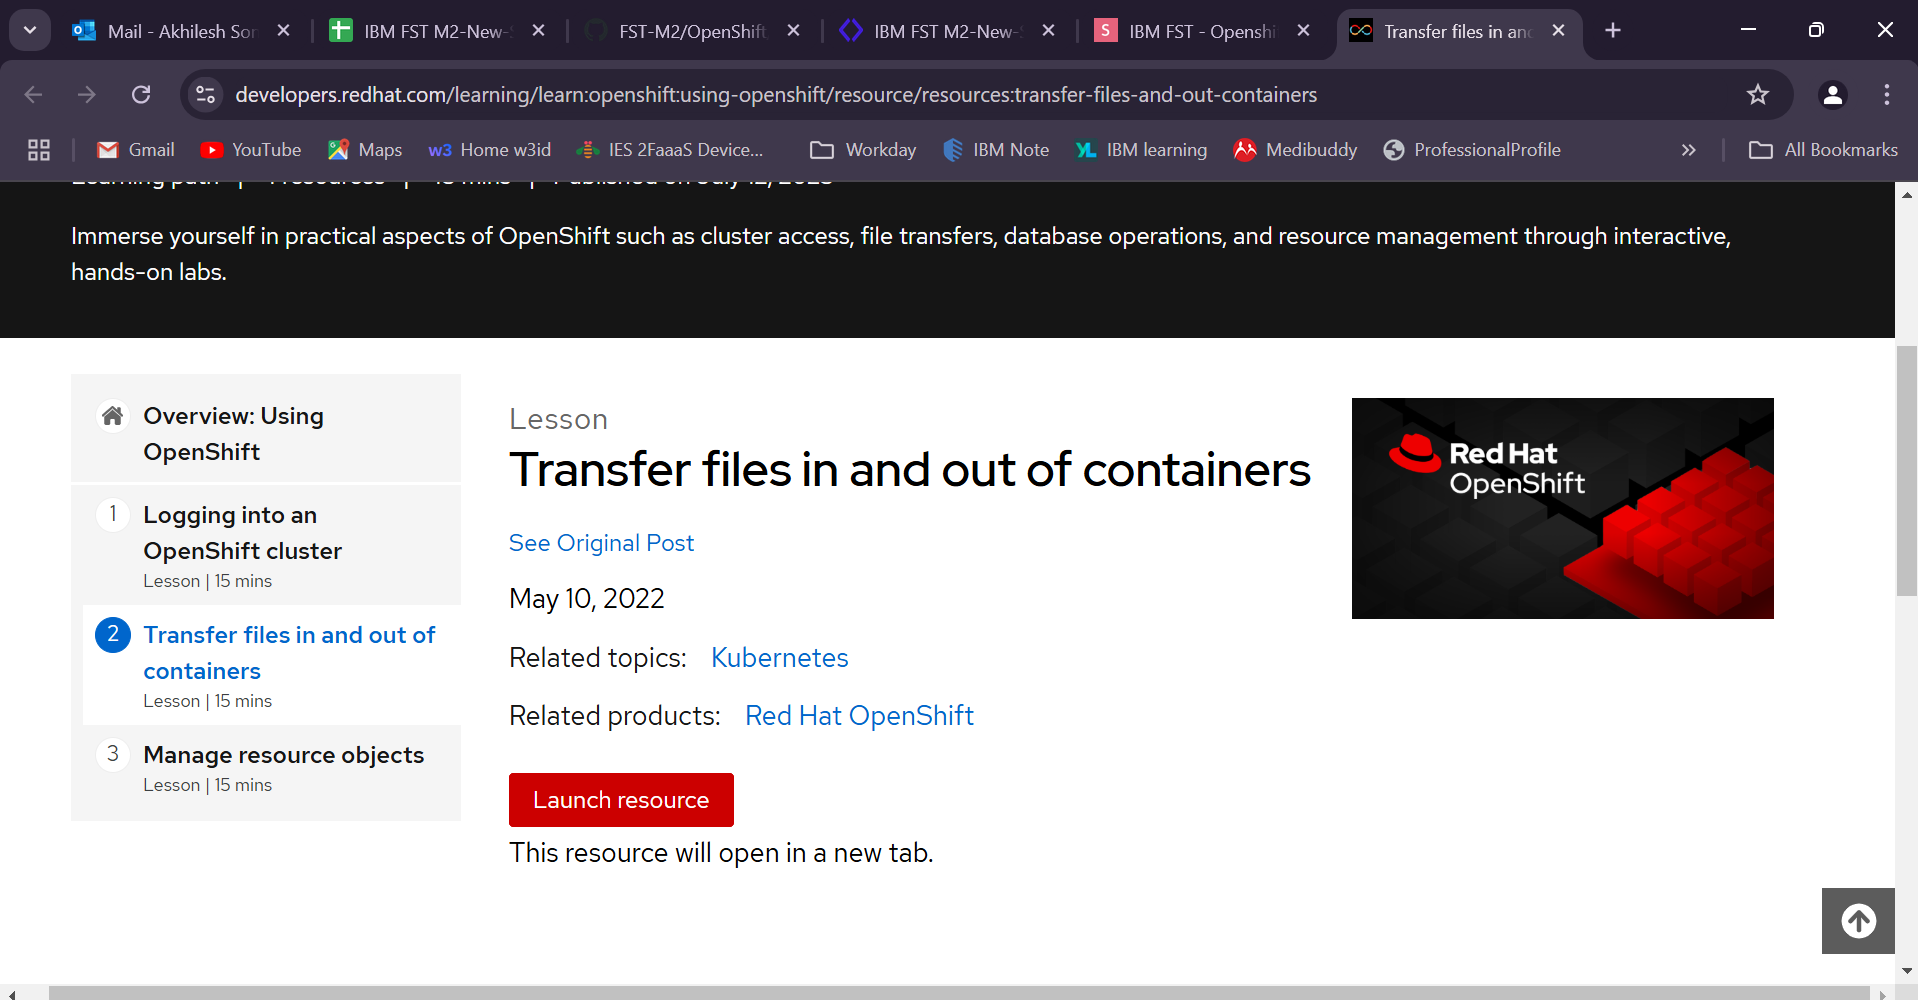 Mail - Akhilesh Sor
IBM FST M2-New-S
FST-M2/OpenShift
IBM FST M2-New-S
S IBM FST - Openshi
Transfer files in and
developers.redhat.com/learning/learn:openshift:using-openshift/resource/resources:transfer-files-and-out-containers
Gmail
YouTube
Maps
w3 Home w3id
IES 2FaaaS Device...
Workday
IBM Note
YL IBM learning
Medibuddy
ProfessionalProfile
All Bookmarks
Immerse yourself in practical aspects of OpenShift such as cluster access, file transfers, database operations, and resource management through interactive,
hands-on labs.
Overview: Using
OpenShift
1 Logging into an
OpenShift cluster
Lesson | 15 mins
2 Transfer files in and out of
containers
Lesson | 15 mins
3 Manage resource objects
Lesson | 15 mins
Lesson
Transfer files in and out of containers
See Original Post
May 10, 2022
Related topics: Kubernetes
Related products: Red Hat OpenShift
Launch resource
This resource will open in a new tab.
Red Hat
OpenShift